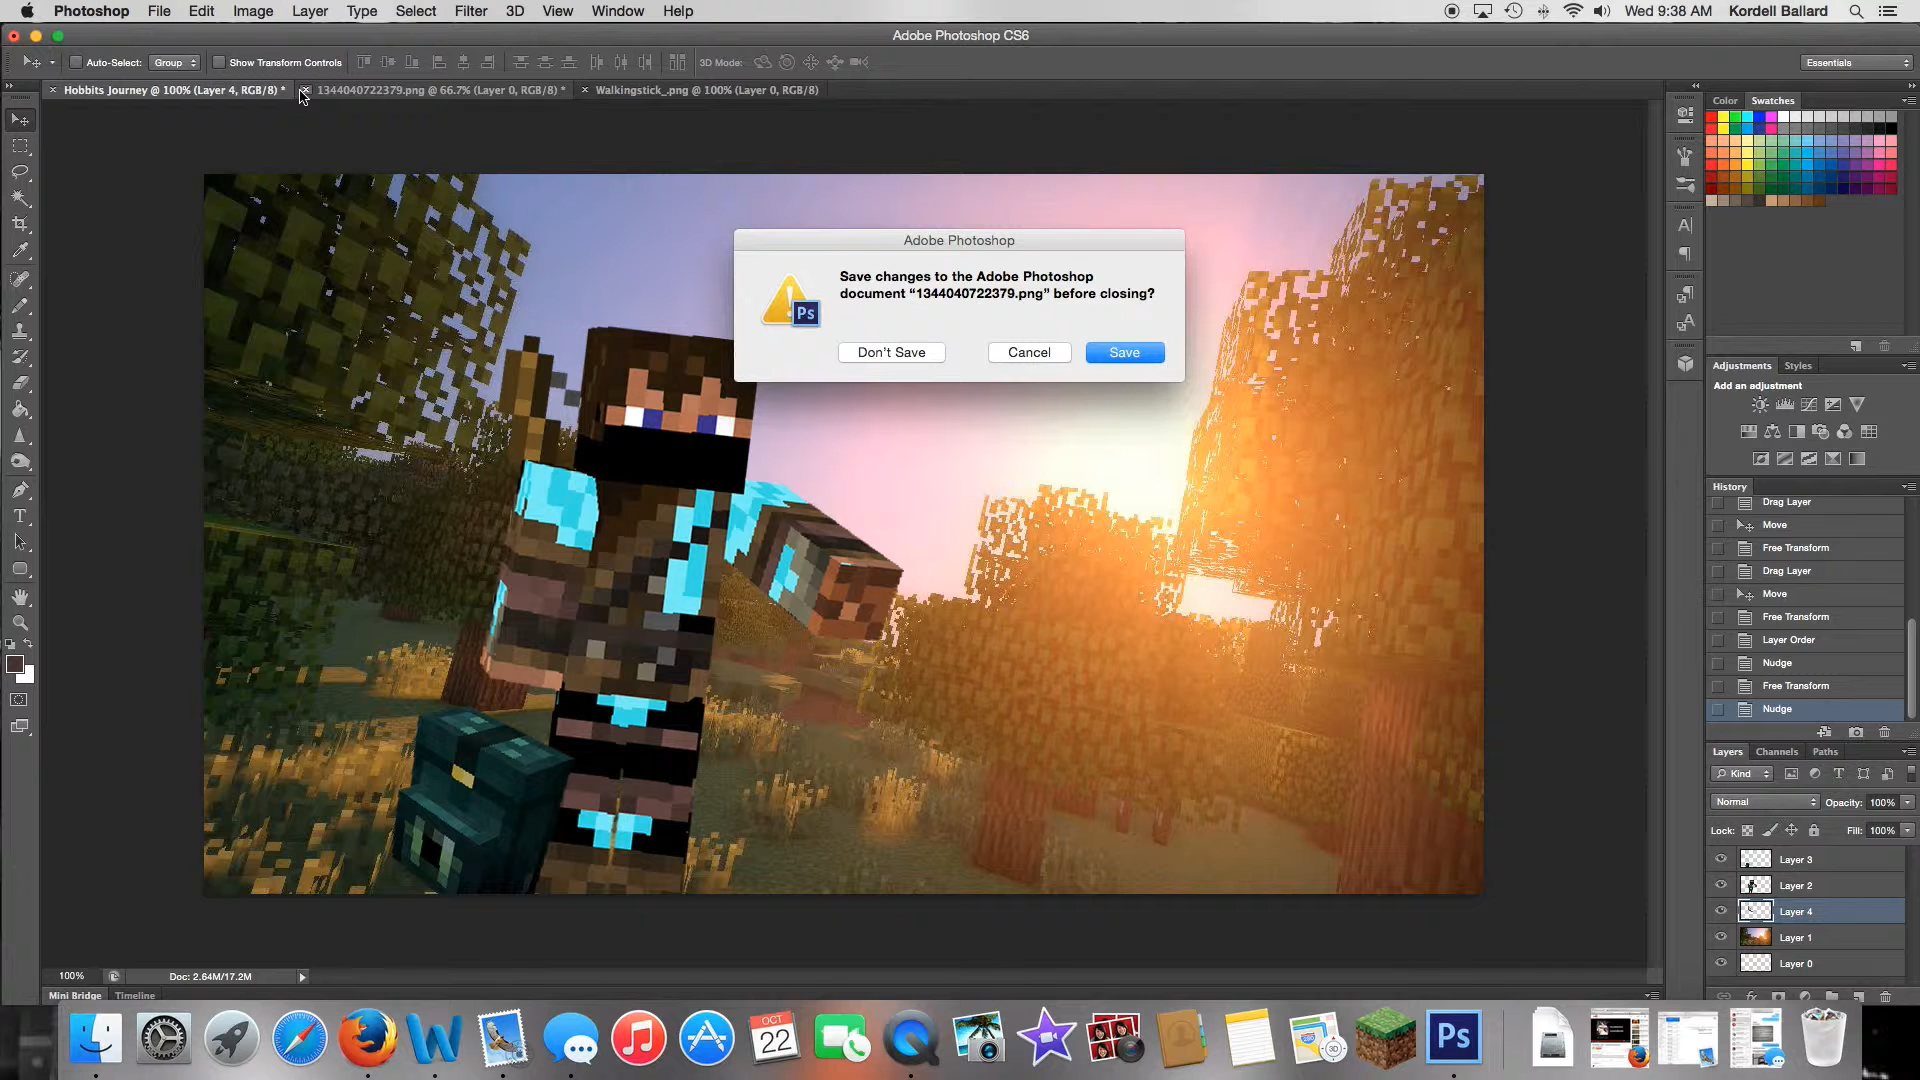 Photoshop File Edit Image Layer Type Select Filter 3D View Window Help Wed 9:38 AM Kordell Ballard
Adobe Photoshop CS6
Auto-Select: Group Show Transform Controls 3D Mode: Essentials
Hobbits Journey @ 100% (Layer 4, RGB/8) * 1344040722379.png @ 66.7% (Layer 0, RGB/8) * Walkingstick_.png @ 100% (Layer 0, RGB/8)
Color Swatches
Adobe Photoshop
Save changes to the Adobe Photoshop
document “1344040722379.png” before closing?
Ps
Don't Save Cancel Save
Adjustments Styles
Add an adjustment
History
Drag Layer
Move
Free Transform
Drag Layer
Move
Free Transform
Layer Order
Nudge
Free Transform
Nudge
Layers Channels Paths
Kind
Normal Opacity: 100%
Lock: Fill: 100%
Layer 3
Layer 2
Layer 4
Layer 1
Layer 0
100% Doc: 2.64M/17.2M
Mini Bridge Timeline
OCT
22
Ps